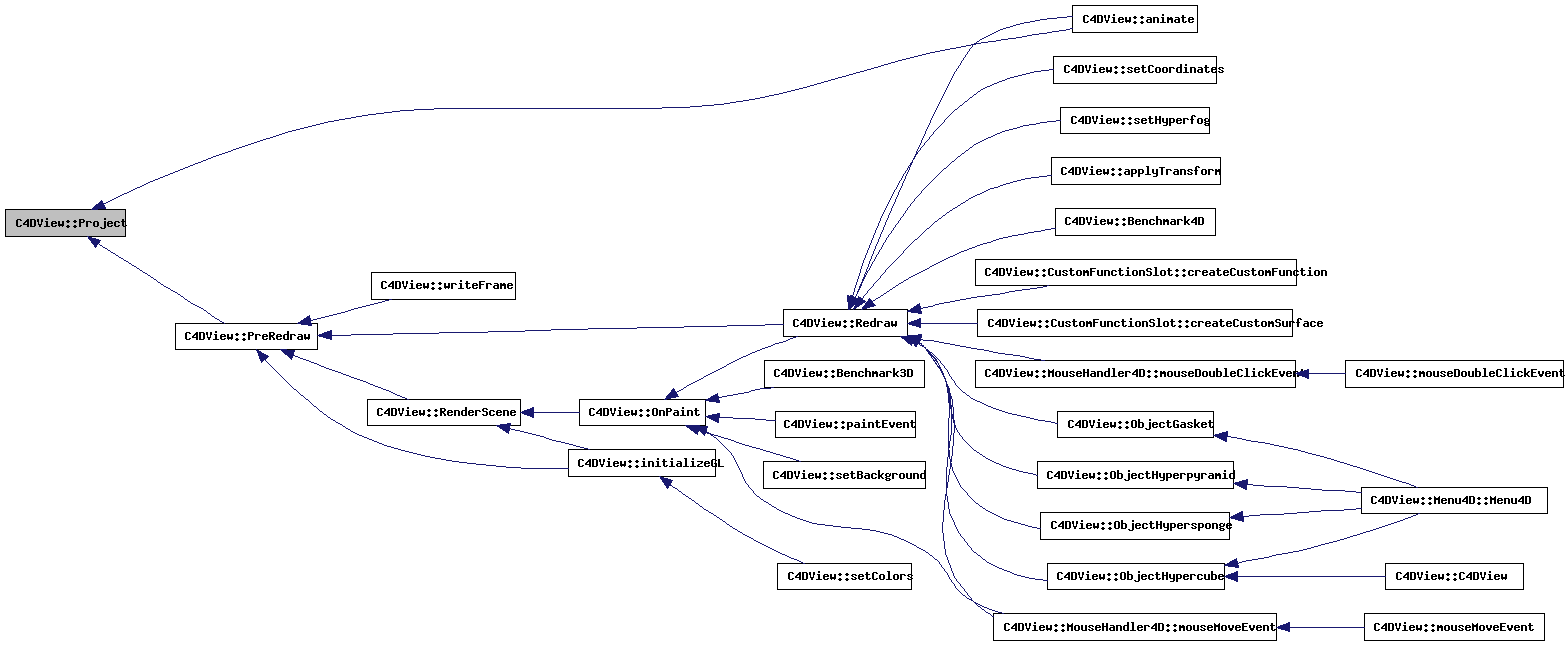 C4DView::animate
C4DView::setCoordinates
C4DView::setHyperfog
C4DView::applyTransform
C4DView::Project
C4DView::Benchmark4D
C4DView::CustomFunctionSlot::createCustomFunction
C4DView::writeFrame
C4DView::PreRedraw
C4DView::Redraw
C4DView::CustomFunctionSlot::createCustomSurface
C4DView::Benchmark3D
C4DView::MouseHandler4D::mouseDoubleClickEvent
C4DView::mouseDoubleClickEvent
C4DView::RenderScene
C4DView::OnPaint
C4DView::paintEvent
C4DView::ObjectGasket
C4DView::initializeGL
C4DView::setBackground
C4DView::ObjectHyperpyramid
C4DView::Menu4D::Menu4D
C4DView::ObjectHypersponge
C4DView::setColors
C4DView::ObjectHypercube
C4DView::C4DView
C4DView::MouseHandler4D::mouseMoveEvent
C4DView::mouseMoveEvent